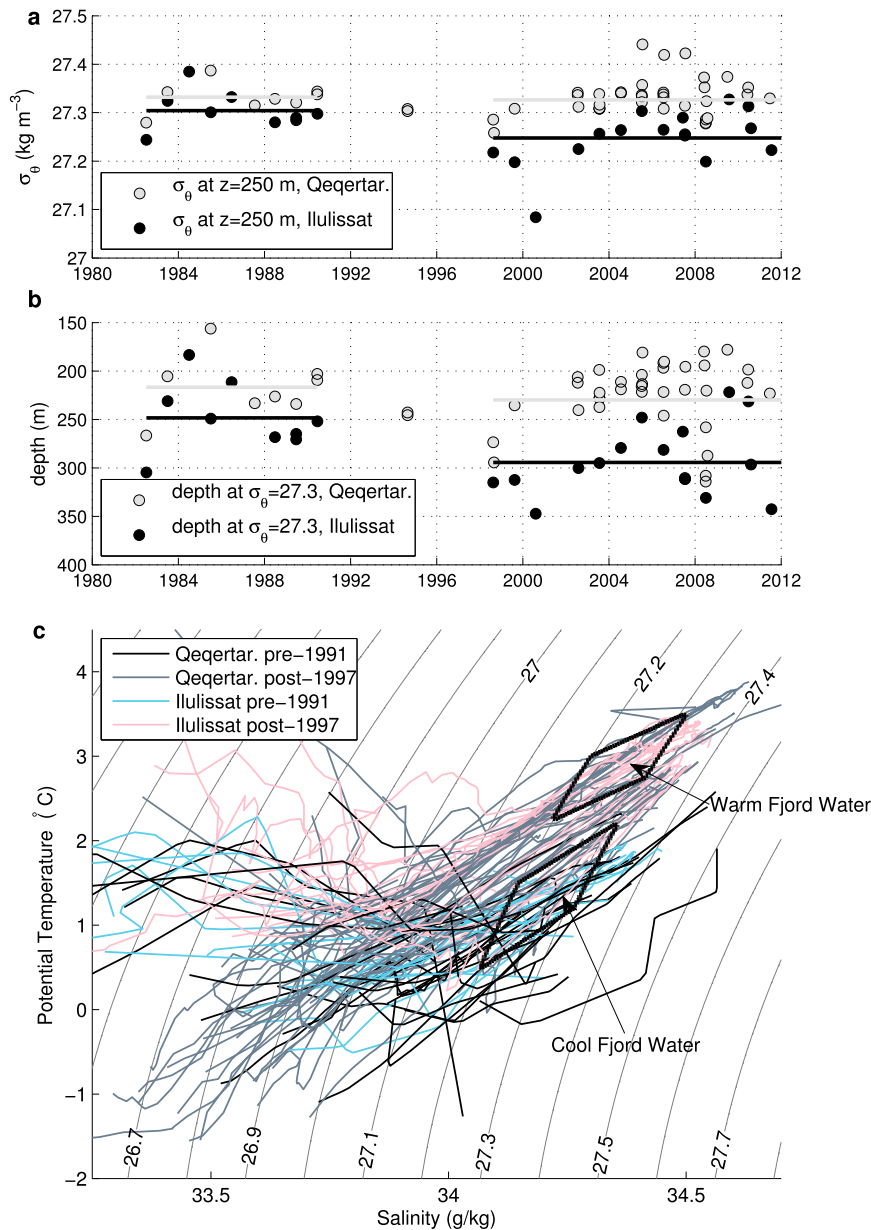 a
27.5
27.4
27.3
27.2
27.1
27
σθ (kg m−3)
σθ at z=250 m, Qeqertar.
σθ at z=250 m, Ilulissat
1980 1984 1988 1992 1996 2000 2004 2008 2012
b
150
200
250
300
350
400
depth (m)
depth at σθ=27.3, Qeqertar.
depth at σθ=27.3, Ilulissat
1980 1984 1988 1992 1996 2000 2004 2008 2012
c
Qeqertar. pre−1991
Qeqertar. post−1997
Ilulissat pre−1991
Ilulissat post−1997
27
27.2
27.4
4
3
2
1
0
−1
−2
Potential Temperature (° C)
Warm Fjord Water
Cool Fjord Water
26.7
26.9
27.1
27.3
27.5
27.7
33.5 34 34.5
Salinity (g/kg)